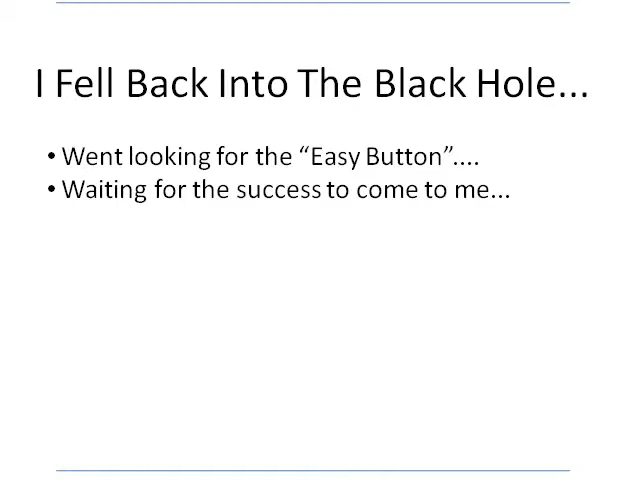 I Fell Back Into The Black Hole...
• Went looking for the “Easy Button”....
• Waiting for the success to come to me...